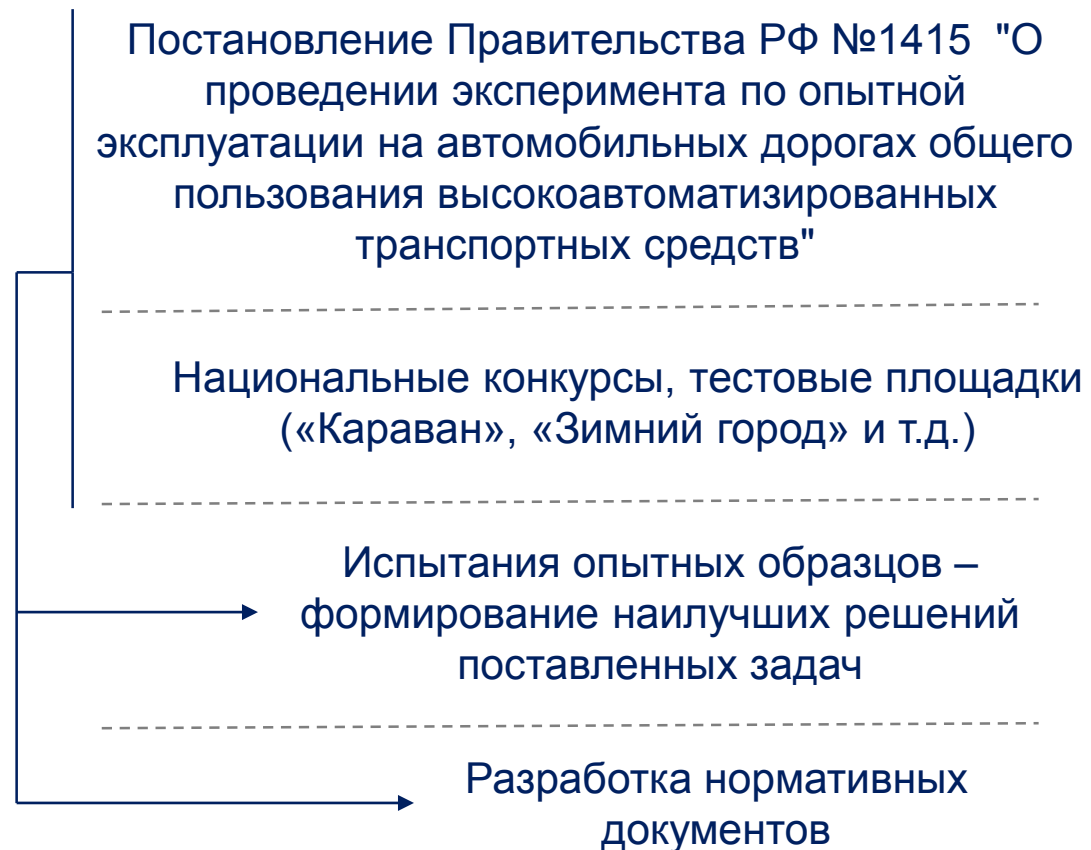 Постановление Правительства РФ №1415 "О
проведении эксперимента по опытной
эксплуатации на автомобильных дорогах общего
пользования высокоавтоматизированных
транспортных средств"
Национальные конкурсы, тестовые площадки
(«Караван», «Зимний город» и т.д.)
Испытания опытных образцов –
формирование наилучших решений
поставленных задач
Разработка нормативных
документов